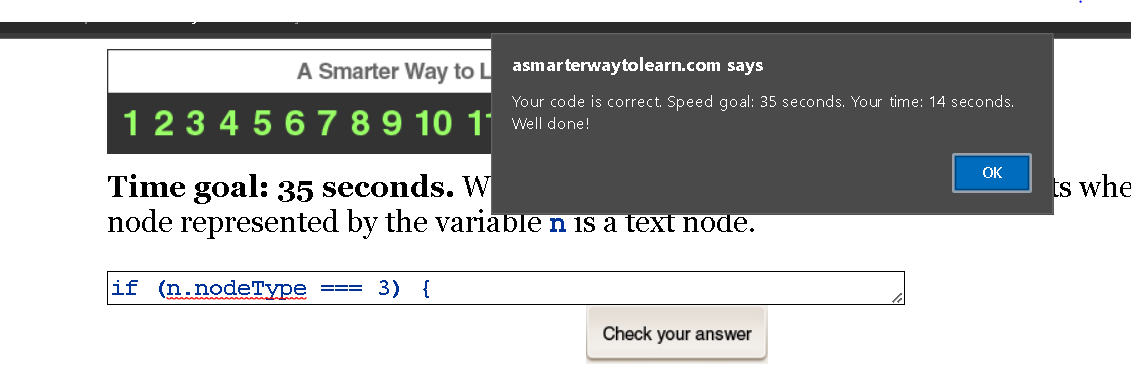 A Smarter Way to L
1 2 3 4 5 6 7 8 9 10 11
asmarterwaytolearn.com says
Your code is correct. Speed goal: 35 seconds. Your time: 14 seconds.
Well done!
OK
Time goal: 35 seconds. W ts whe
node represented by the variable n is a text node.
if (n.nodeType === 3) {
Check your answer